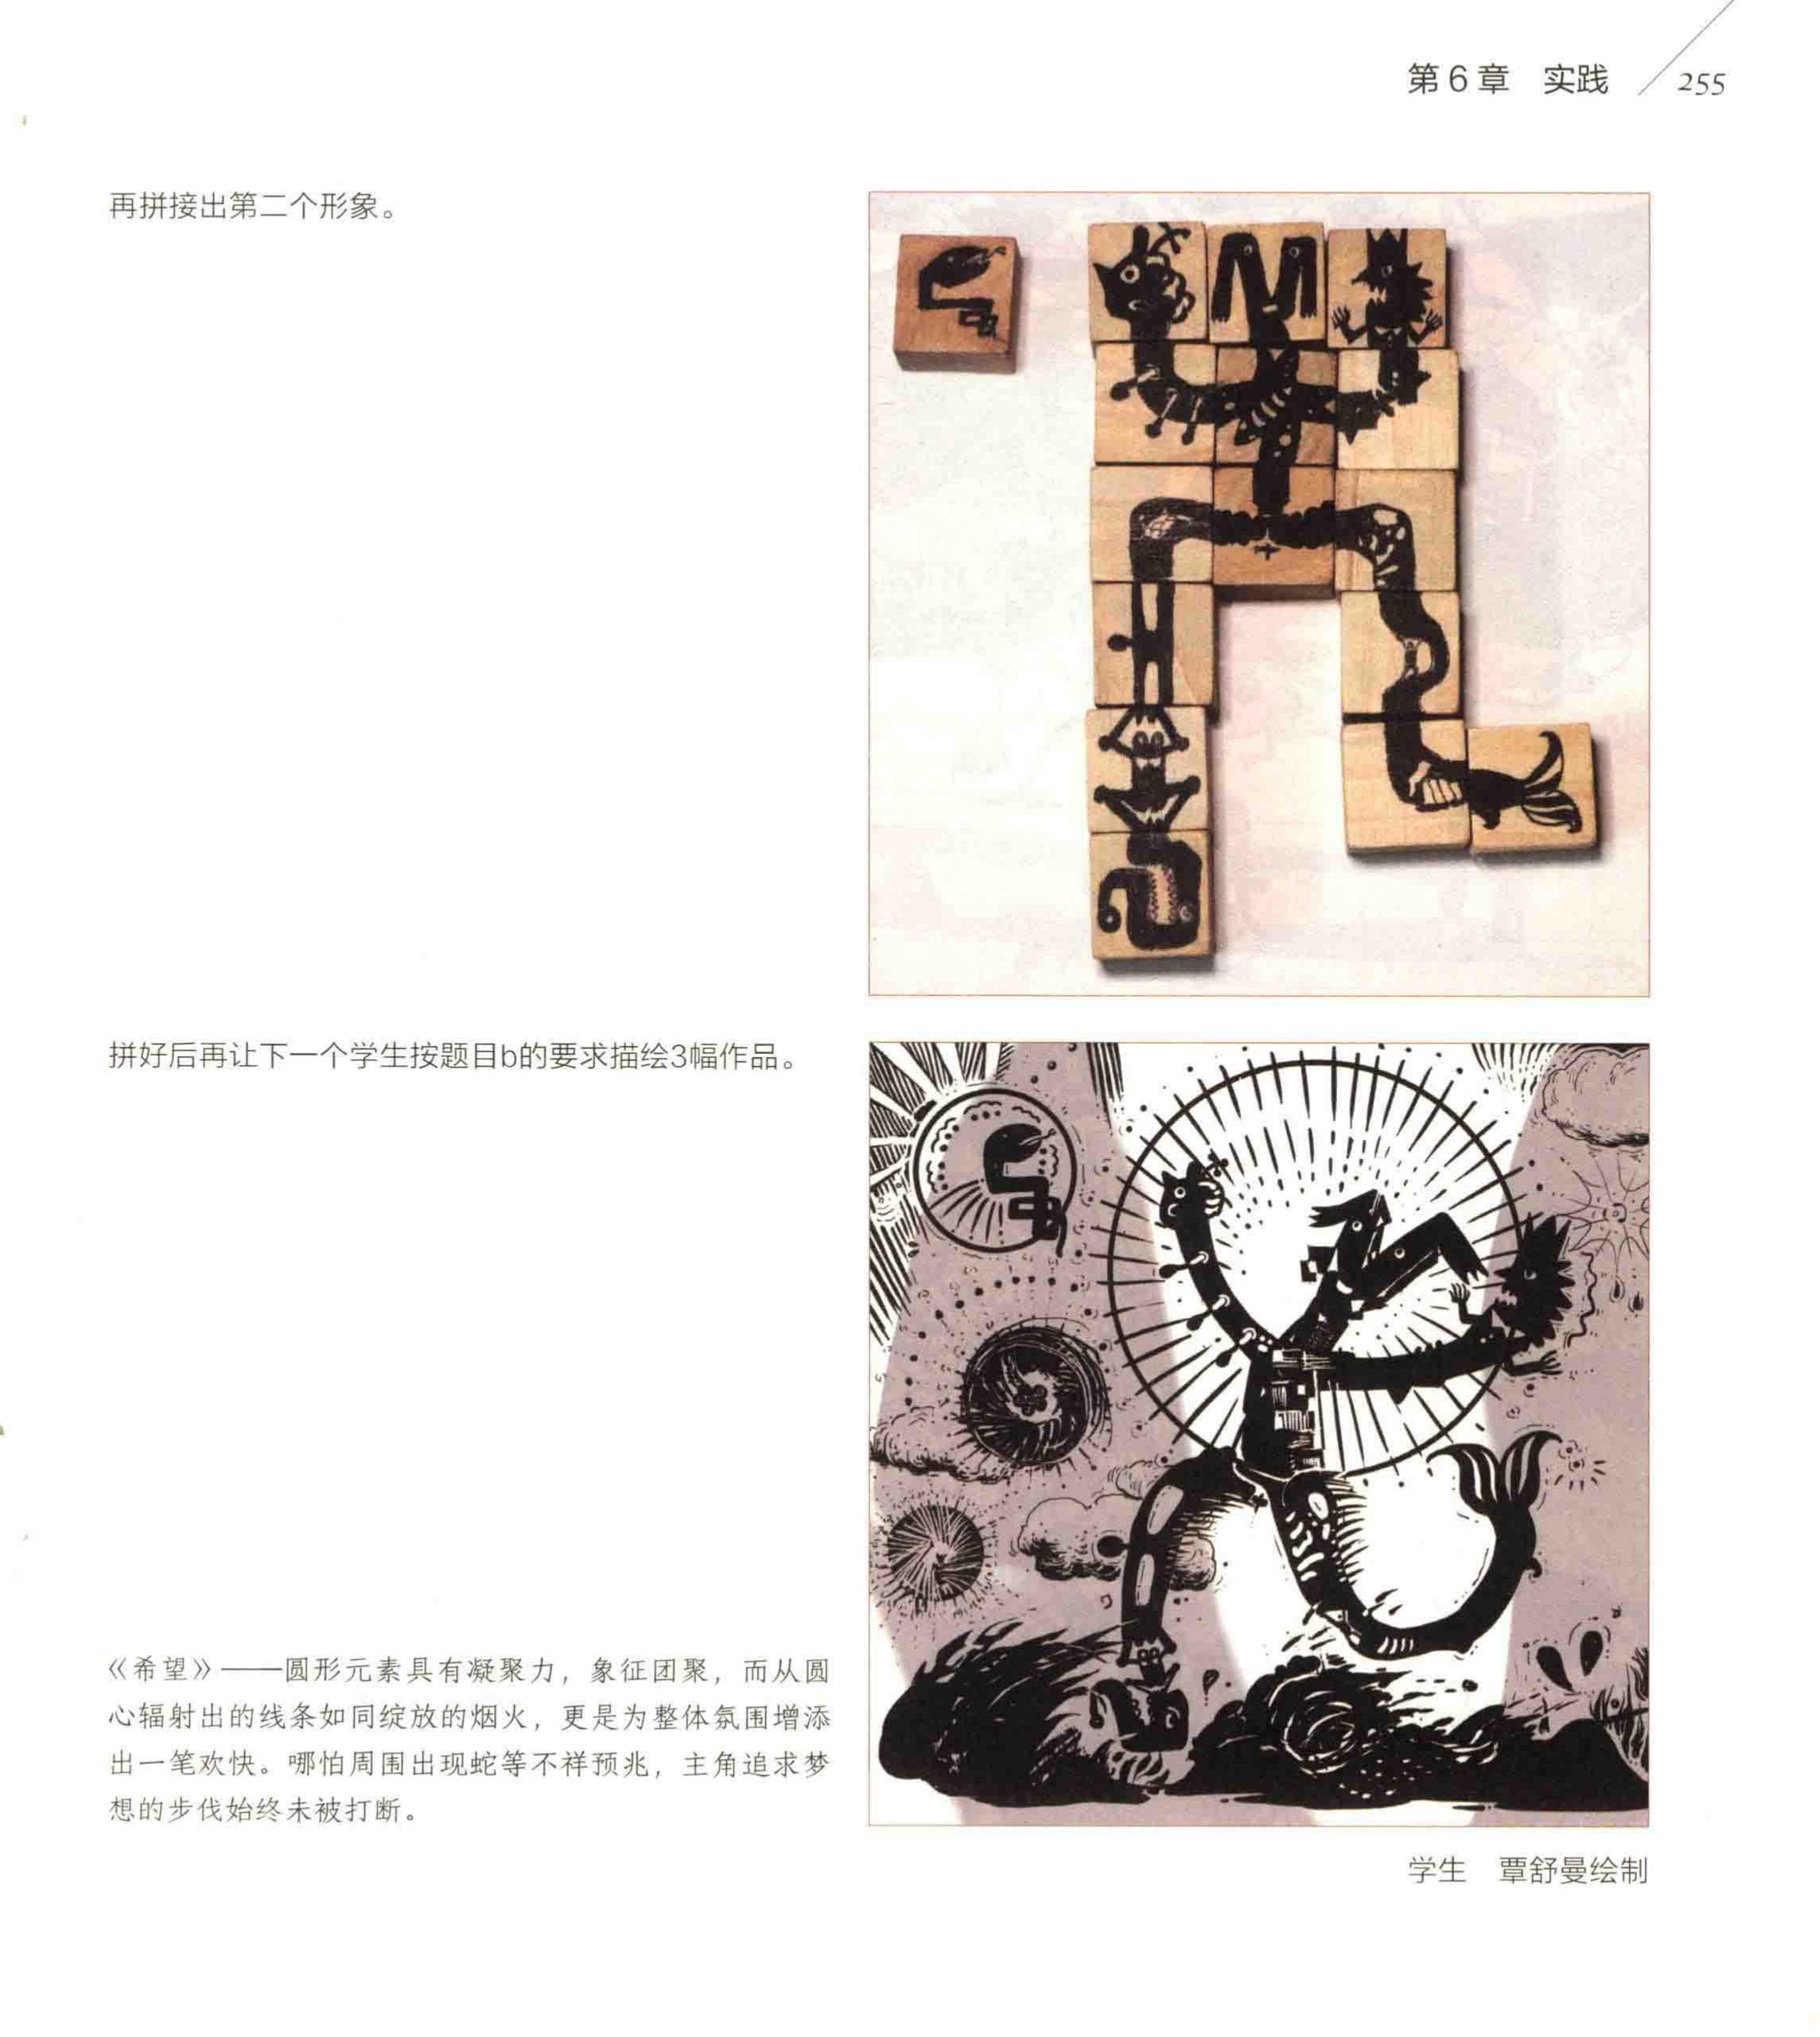 第6章 实践 255
再拼接出第二个形象。
拼好后再让下一个学生按题目b的要求描绘3幅作品。
《希望》——圆形元素具有凝聚力，象征团聚，而从圆
心辐射出的线条如同绽放的烟火，更是为整体氛围增添
出一笔欢快。哪怕周围出现蛇等不祥预兆，主角追求梦
想的步伐始终未被打断。
学生 覃舒曼绘制